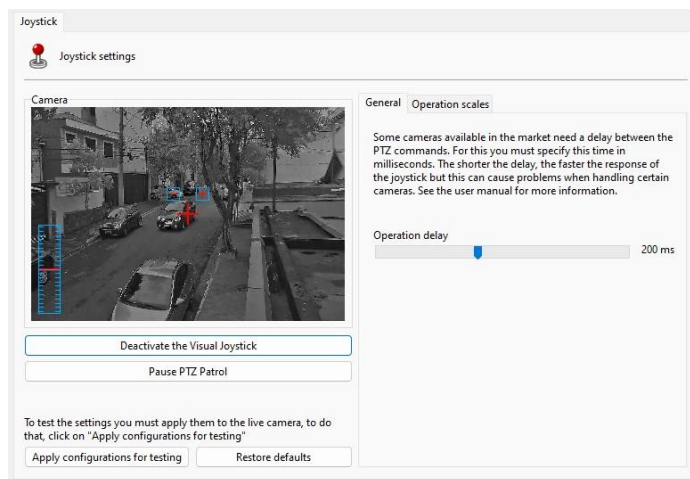 Joystick
Joystick settings
Camera
Deactivate the Visual Joystick
Pause PTZ Patrol
To test the settings you must apply them to the live camera, to do
that, click on "Apply configurations for testing"
Apply configurations for testing
Restore defaults
General
Operation scales
Some cameras available in the market need a delay between the
PTZ commands. For this you must specify this time in
milliseconds. The shorter the delay, the faster the response of
the joystick but this can cause problems when handling certain
cameras. See the user manual for more information.
Operation delay
200 ms